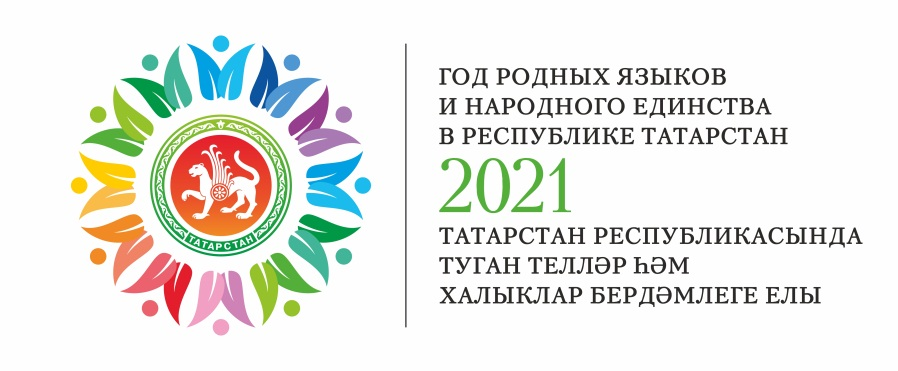 ТАТАРСТАН
ГОД РОДНЫХ ЯЗЫКОВ
И НАРОДНОГО ЕДИНСТВА
В РЕСПУБЛИКЕ ТАТАРСТАН
2021
ТАТАРСТАН РЕСПУБЛИКАСЫНДА
ТУГАН ТЕЛЛӘР ҺӘМ
ХАЛЫКЛАР БЕРДӘМЛЕГЕ ЕЛЫ